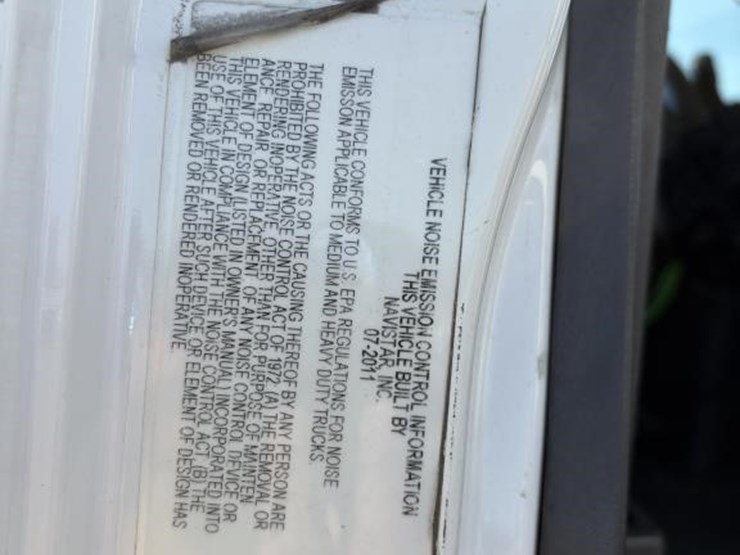 VEHICLE NOISE EMISSION CONTROL INFORMATION
THIS VEHICLE BUILT BY
NAVISTAR, INC.
07-2011
THIS VEHICLE CONFORMS TO U.S. EPA REGULATIONS FOR NOISE
EMISSON APPLICABLE TO MEDIUM AND HEAVY DUTY TRUCKS.
THE FOLLOWING ACTS OR THE CAUSING THEREOF BY ANY PERSON ARE
PROHIBITED BY THE NOISE CONTROL ACT OF 1972: (A) THE REMOVAL OR
RENDERING INOPERATIVE, OTHER THAN FOR PURPOSE OF MAINTEN
ANCE, REPAIR, OR REPLACEMENT, OF ANY NOISE CONTROL DEVICE OR
ELEMENT OF DESIGN (LISTED IN OWNER'S MANUAL) INCORPORATED INTO
THIS VEHICLE IN COMPLIANCE WITH THE NOISE CONTROL ACT, (B) THE
USE OF THIS VEHICLE AFTER SUCH DEVICE OR ELEMENT OF DESIGN HAS
BEEN REMOVED OR RENDERED INOPERATIVE.